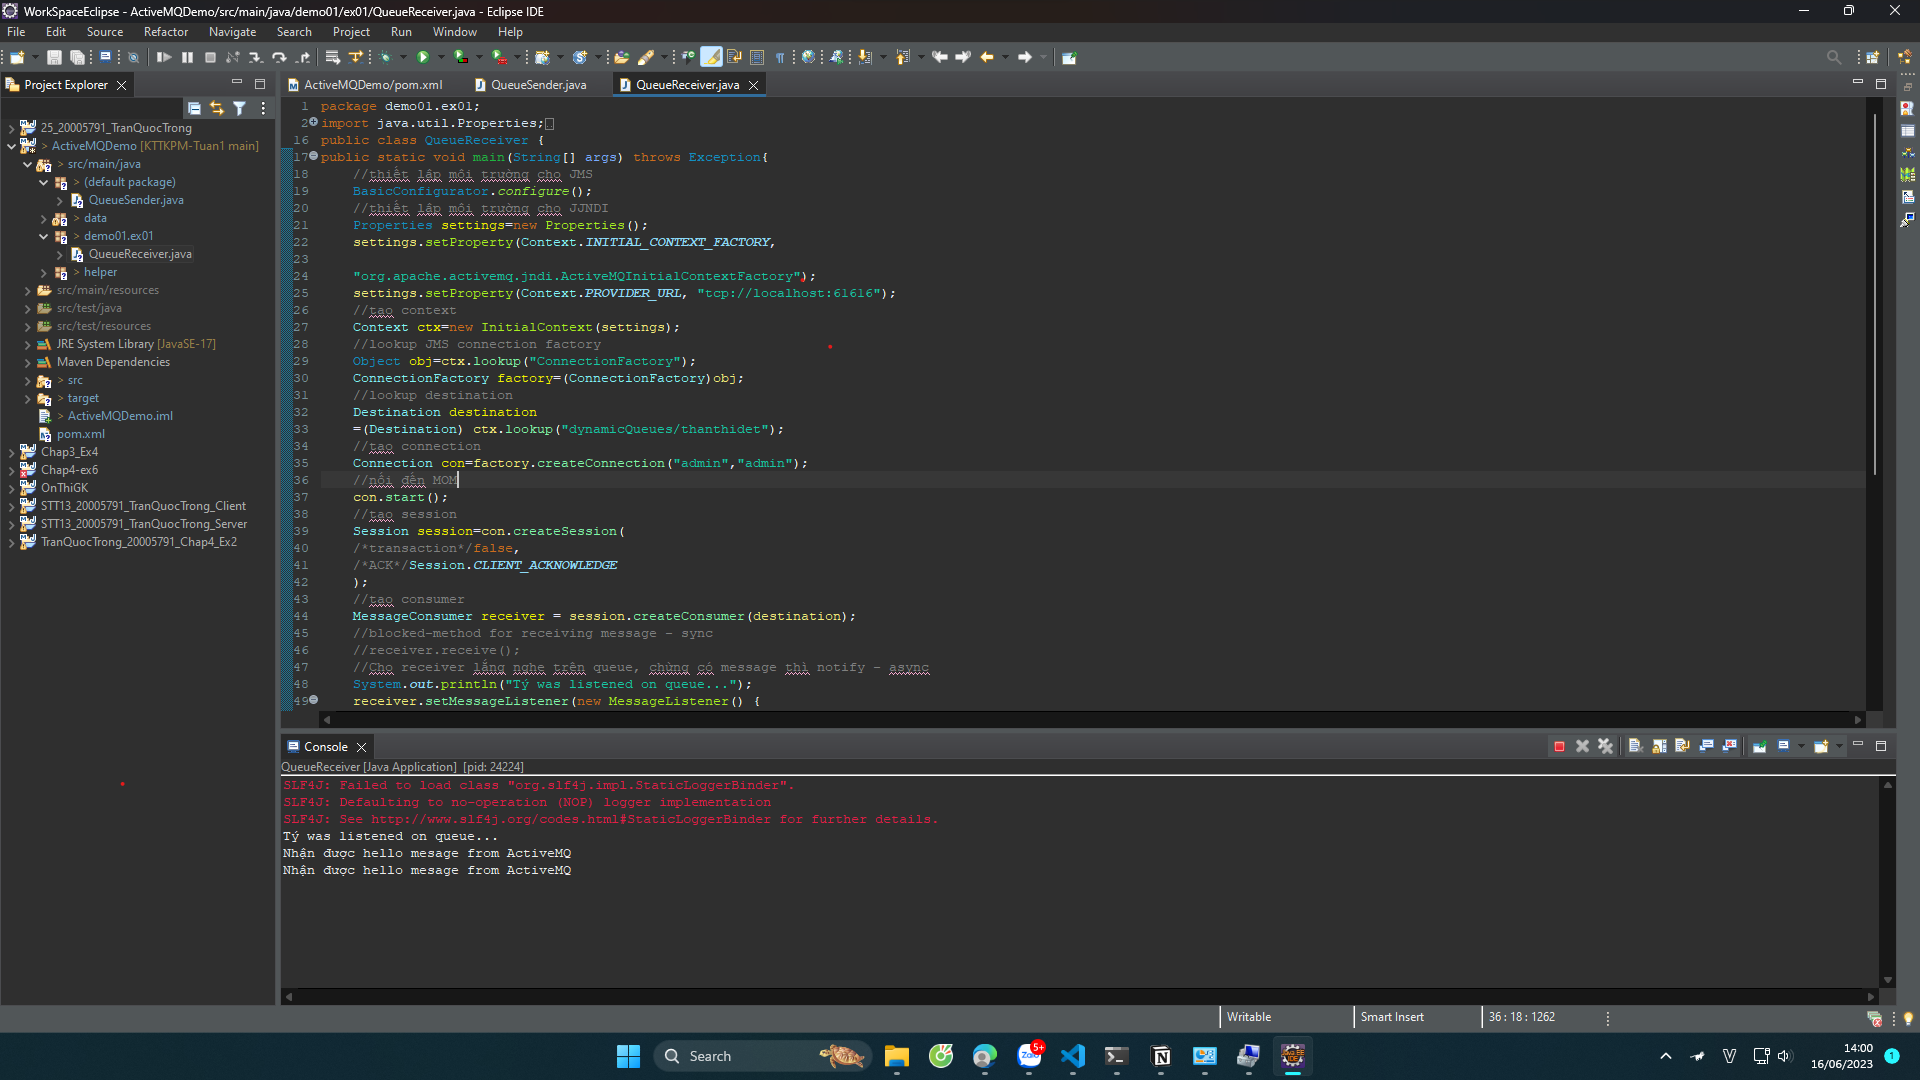 WorkSpaceEclipse - ActiveMQDemo/src/main/java/demo01/ex01/QueueReceiver.java - Eclipse IDE
File Edit Source Refactor Navigate Search Project Run Window Help
Project Explorer
25_20005791_TranQuocTrong
> ActiveMQDemo [KTTKPM-Tuan1 main]
> src/main/java
> (default package)
QueueSender.java
> data
> demo01.ex01
QueueReceiver.java
> helper
src/main/resources
src/test/java
src/test/resources
JRE System Library [JavaSE-17]
Maven Dependencies
> src
> target
> ActiveMQDemo.iml
pom.xml
Chap3_Ex4
Chap4-ex6
OnThiGK
STT13_20005791_TranQuocTrong_Client
STT13_20005791_TranQuocTrong_Server
TranQuocTrong_20005791_Chap4_Ex2
ActiveMQDemo/pom.xml QueueSender.java QueueReceiver.java
1 package demo01.ex01;
2 import java.util.Properties;
16 public class QueueReceiver {
17 public static void main(String[] args) throws Exception{
18 //thiết lập môi trường cho JMS
19 BasicConfigurator.configure();
20 //thiết lập môi trường cho JJNDI
21 Properties settings=new Properties();
22 settings.setProperty(Context.INITIAL_CONTEXT_FACTORY,
23
24 "org.apache.activemq.jndi.ActiveMQInitialContextFactory");
25 settings.setProperty(Context.PROVIDER_URL, "tcp://localhost:61616");
26 //tạo context
27 Context ctx=new InitialContext(settings);
28 //lookup JMS connection factory
29 Object obj=ctx.lookup("ConnectionFactory");
30 ConnectionFactory factory=(ConnectionFactory)obj;
31 //lookup destination
32 Destination destination
33 =(Destination) ctx.lookup("dynamicQueues/thanthidet");
34 //tạo connection
35 Connection con=factory.createConnection("admin","admin");
36 //nối đến MOM
37 con.start();
38 //tạo session
39 Session session=con.createSession(
40 /*transaction*/false,
41 /*ACK*/Session.CLIENT_ACKNOWLEDGE
42 );
43 //tạo consumer
44 MessageConsumer receiver = session.createConsumer(destination);
45 //blocked-method for receiving message - sync
46 //receiver.receive();
47 //Cho receiver lắng nghe trên queue, chừng có message thì notify - async
48 System.out.println("Tý was listened on queue...");
49 receiver.setMessageListener(new MessageListener() {
Console
QueueReceiver [Java Application] [pid: 24224]
SLF4J: Failed to load class "org.slf4j.impl.StaticLoggerBinder".
SLF4J: Defaulting to no-operation (NOP) logger implementation
SLF4J: See http://www.slf4j.org/codes.html#StaticLoggerBinder for further details.
Tý was listened on queue...
Nhận được hello mesage from ActiveMQ
Nhận được hello mesage from ActiveMQ
Writable Smart Insert 36 : 18 : 1262
Search
Zalo 5+
14:00
16/06/2023
1